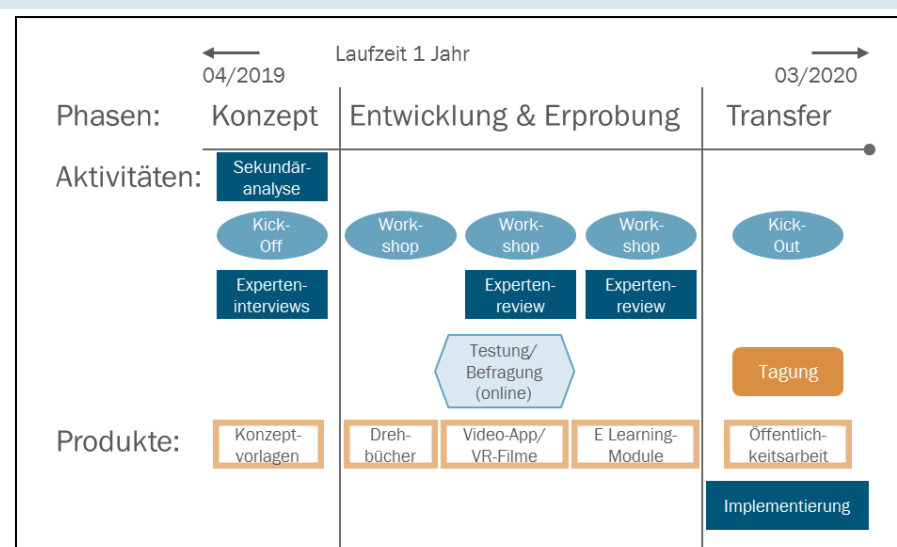 Laufzeit 1 Jahr
04/2019
03/2020
Phasen:
Konzept
Entwicklung & Erprobung
Transfer
Aktivitäten:
Sekundär-
analyse
Kick-
Off
Work-
shop
Work-
shop
Work-
shop
Kick-
Out
Experten-
interviews
Experten-
review
Experten-
review
Testung/
Befragung
(online)
Tagung
Produkte:
Konzept-
vorlagen
Dreh-
bücher
Video-App/
VR-Filme
E Learning-
Module
Öffentlich-
keitsarbeit
Implementierung